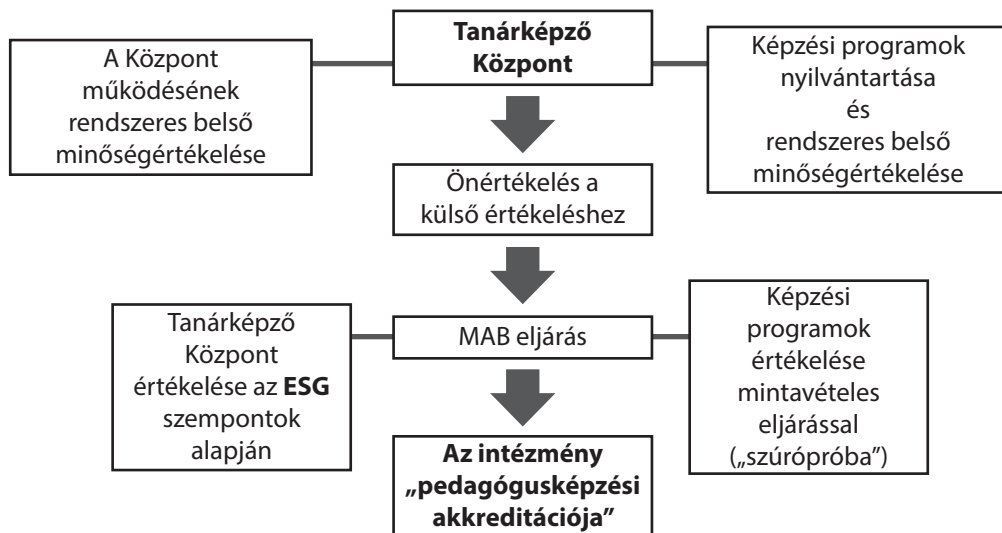 Tanárképző
Központ
A Központ
működésének
rendszeres belső
minőségértékelése
Képzési programok
nyilvántartása
és
rendszeres belső
minőségértékelése
Önértékelés a
külső értékeléshez
Tanárképző
Központ
értékelése az ESG
szempontok
alapján
MAB eljárás
Képzési
programok
értékelése
mintavételes
eljárással
(„szúrópróba”)
Az intézmény
„pedagógusképzési
akkreditációja”